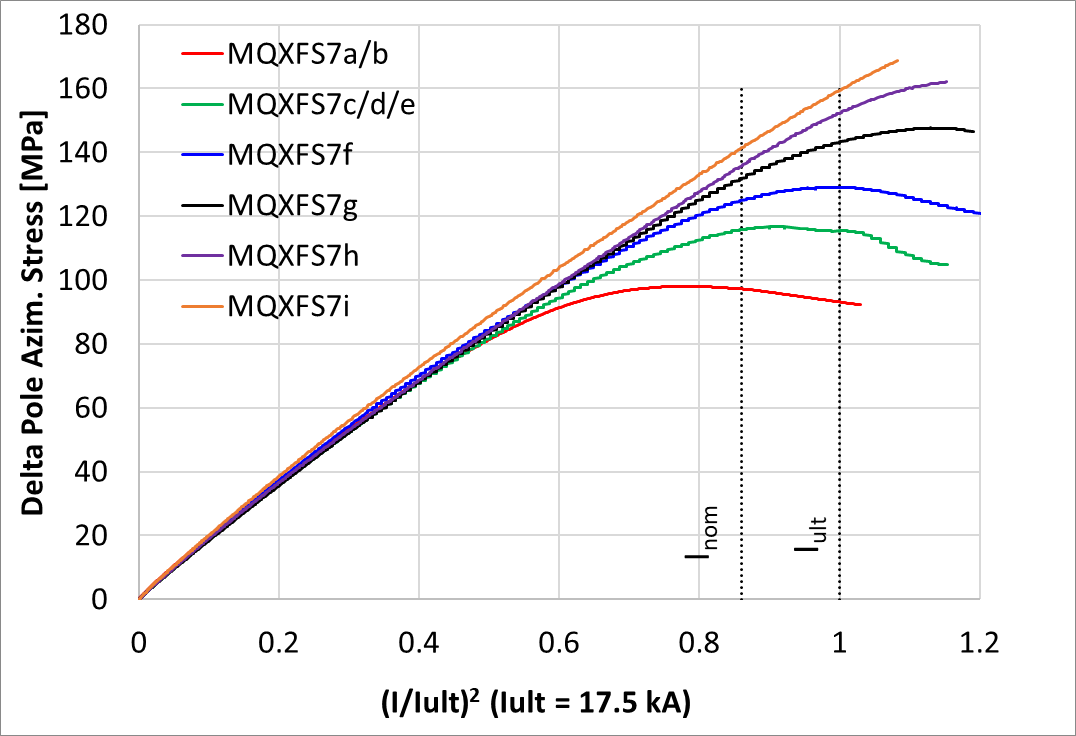 180
160
140
120
100
80
60
40
20
0
Delta Pole Azim. Stress [MPa]
MQXFS7a/b
MQXFS7c/d/e
MQXFS7f
MQXFS7g
MQXFS7h
MQXFS7i
Inom
Iult
0 0.2 0.4 0.6 0.8 1 1.2
(I/Iult)² (Iult = 17.5 kA)